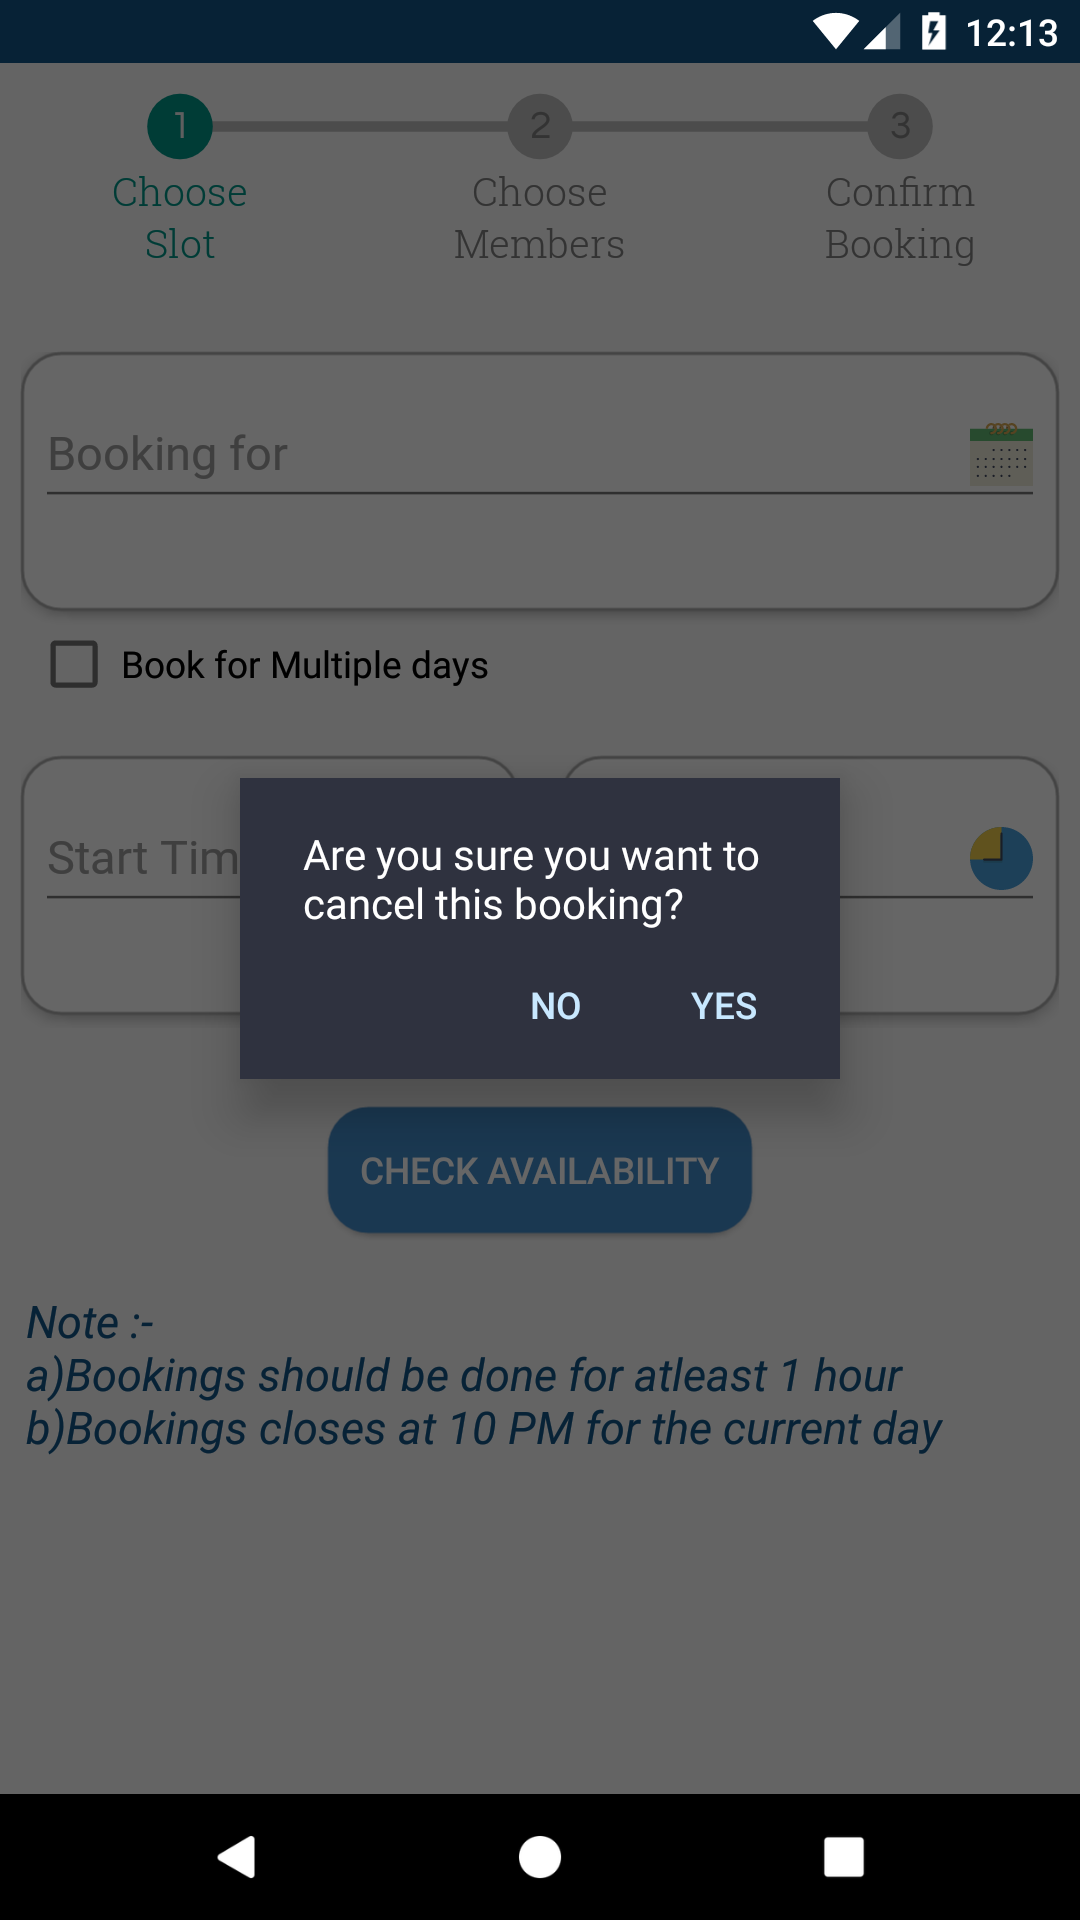 12:13
1
2
3
Choose
Slot
Choose
Members
Confirm
Booking
Booking for
Book for Multiple days
Start Tim
Are you sure you want to
cancel this booking?
NO
YES
CHECK AVAILABILITY
Note :-
a)Bookings should be done for atleast 1 hour
b)Bookings closes at 10 PM for the current day